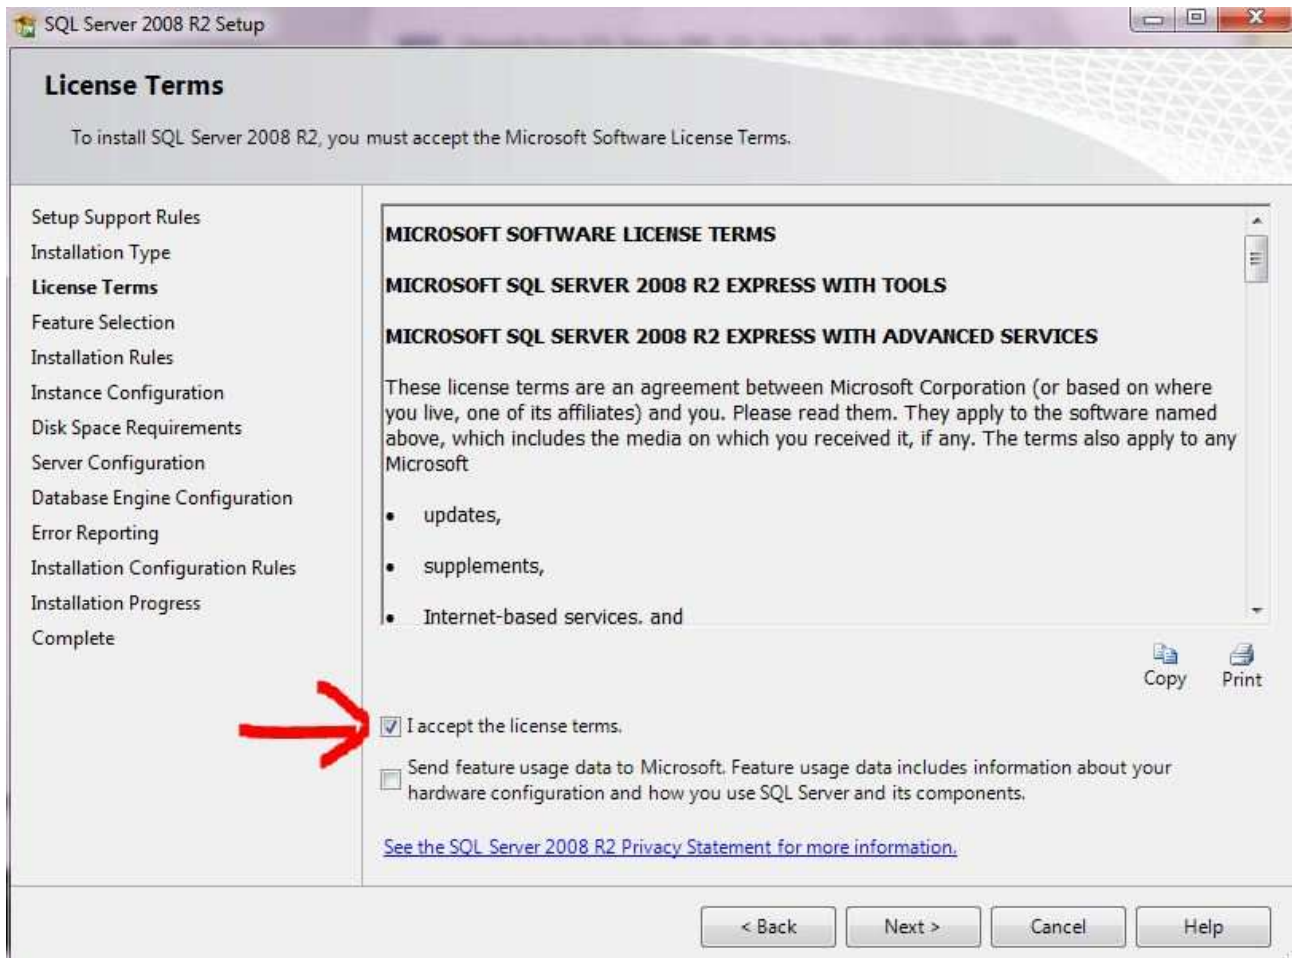 SQL Server 2008 R2 Setup
License Terms
To install SQL Server 2008 R2, you must accept the Microsoft Software License Terms.
Setup Support Rules
Installation Type
License Terms
Feature Selection
Installation Rules
Instance Configuration
Disk Space Requirements
Server Configuration
Database Engine Configuration
Error Reporting
Installation Configuration Rules
Installation Progress
Complete
MICROSOFT SOFTWARE LICENSE TERMS
MICROSOFT SQL SERVER 2008 R2 EXPRESS WITH TOOLS
MICROSOFT SQL SERVER 2008 R2 EXPRESS WITH ADVANCED SERVICES
These license terms are an agreement between Microsoft Corporation (or based on where
you live, one of its affiliates) and you. Please read them. They apply to the software named
above, which includes the media on which you received it, if any. The terms also apply to any
Microsoft
• updates,
• supplements,
• Internet-based services, and
Copy Print
I accept the license terms.
Send feature usage data to Microsoft. Feature usage data includes information about your
hardware configuration and how you use SQL Server and its components.
See the SQL Server 2008 R2 Privacy Statement for more information.
< Back Next > Cancel Help